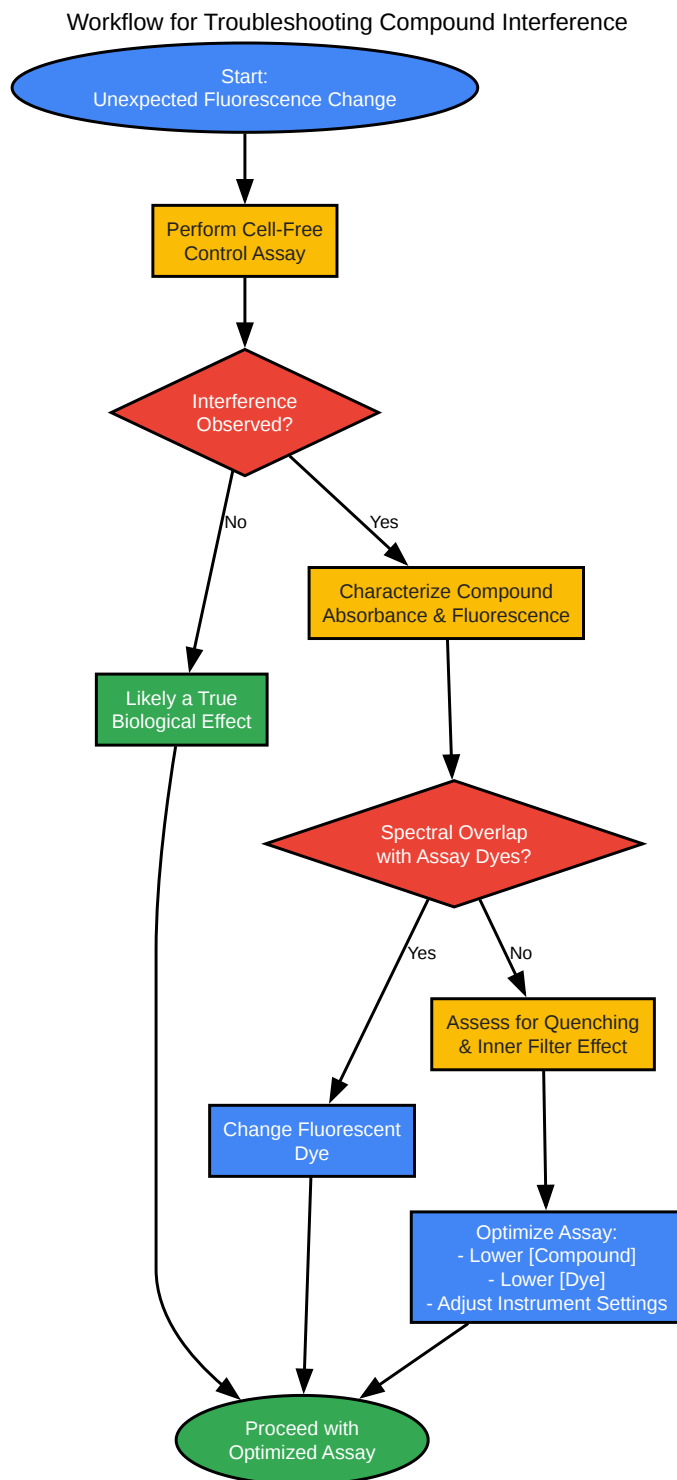 Workflow for Troubleshooting Compound Interference
Start:
Unexpected Fluorescence Change
Perform Cell-Free
Control Assay
Interference
Observed?
No
Yes
Characterize Compound
Absorbance & Fluorescence
Likely a True
Biological Effect
Spectral Overlap
with Assay Dyes?
Yes
No
Assess for Quenching
& Inner Filter Effect
Change Fluorescent
Dye
Optimize Assay:
- Lower [Compound]
- Lower [Dye]
- Adjust Instrument Settings
Proceed with
Optimized Assay